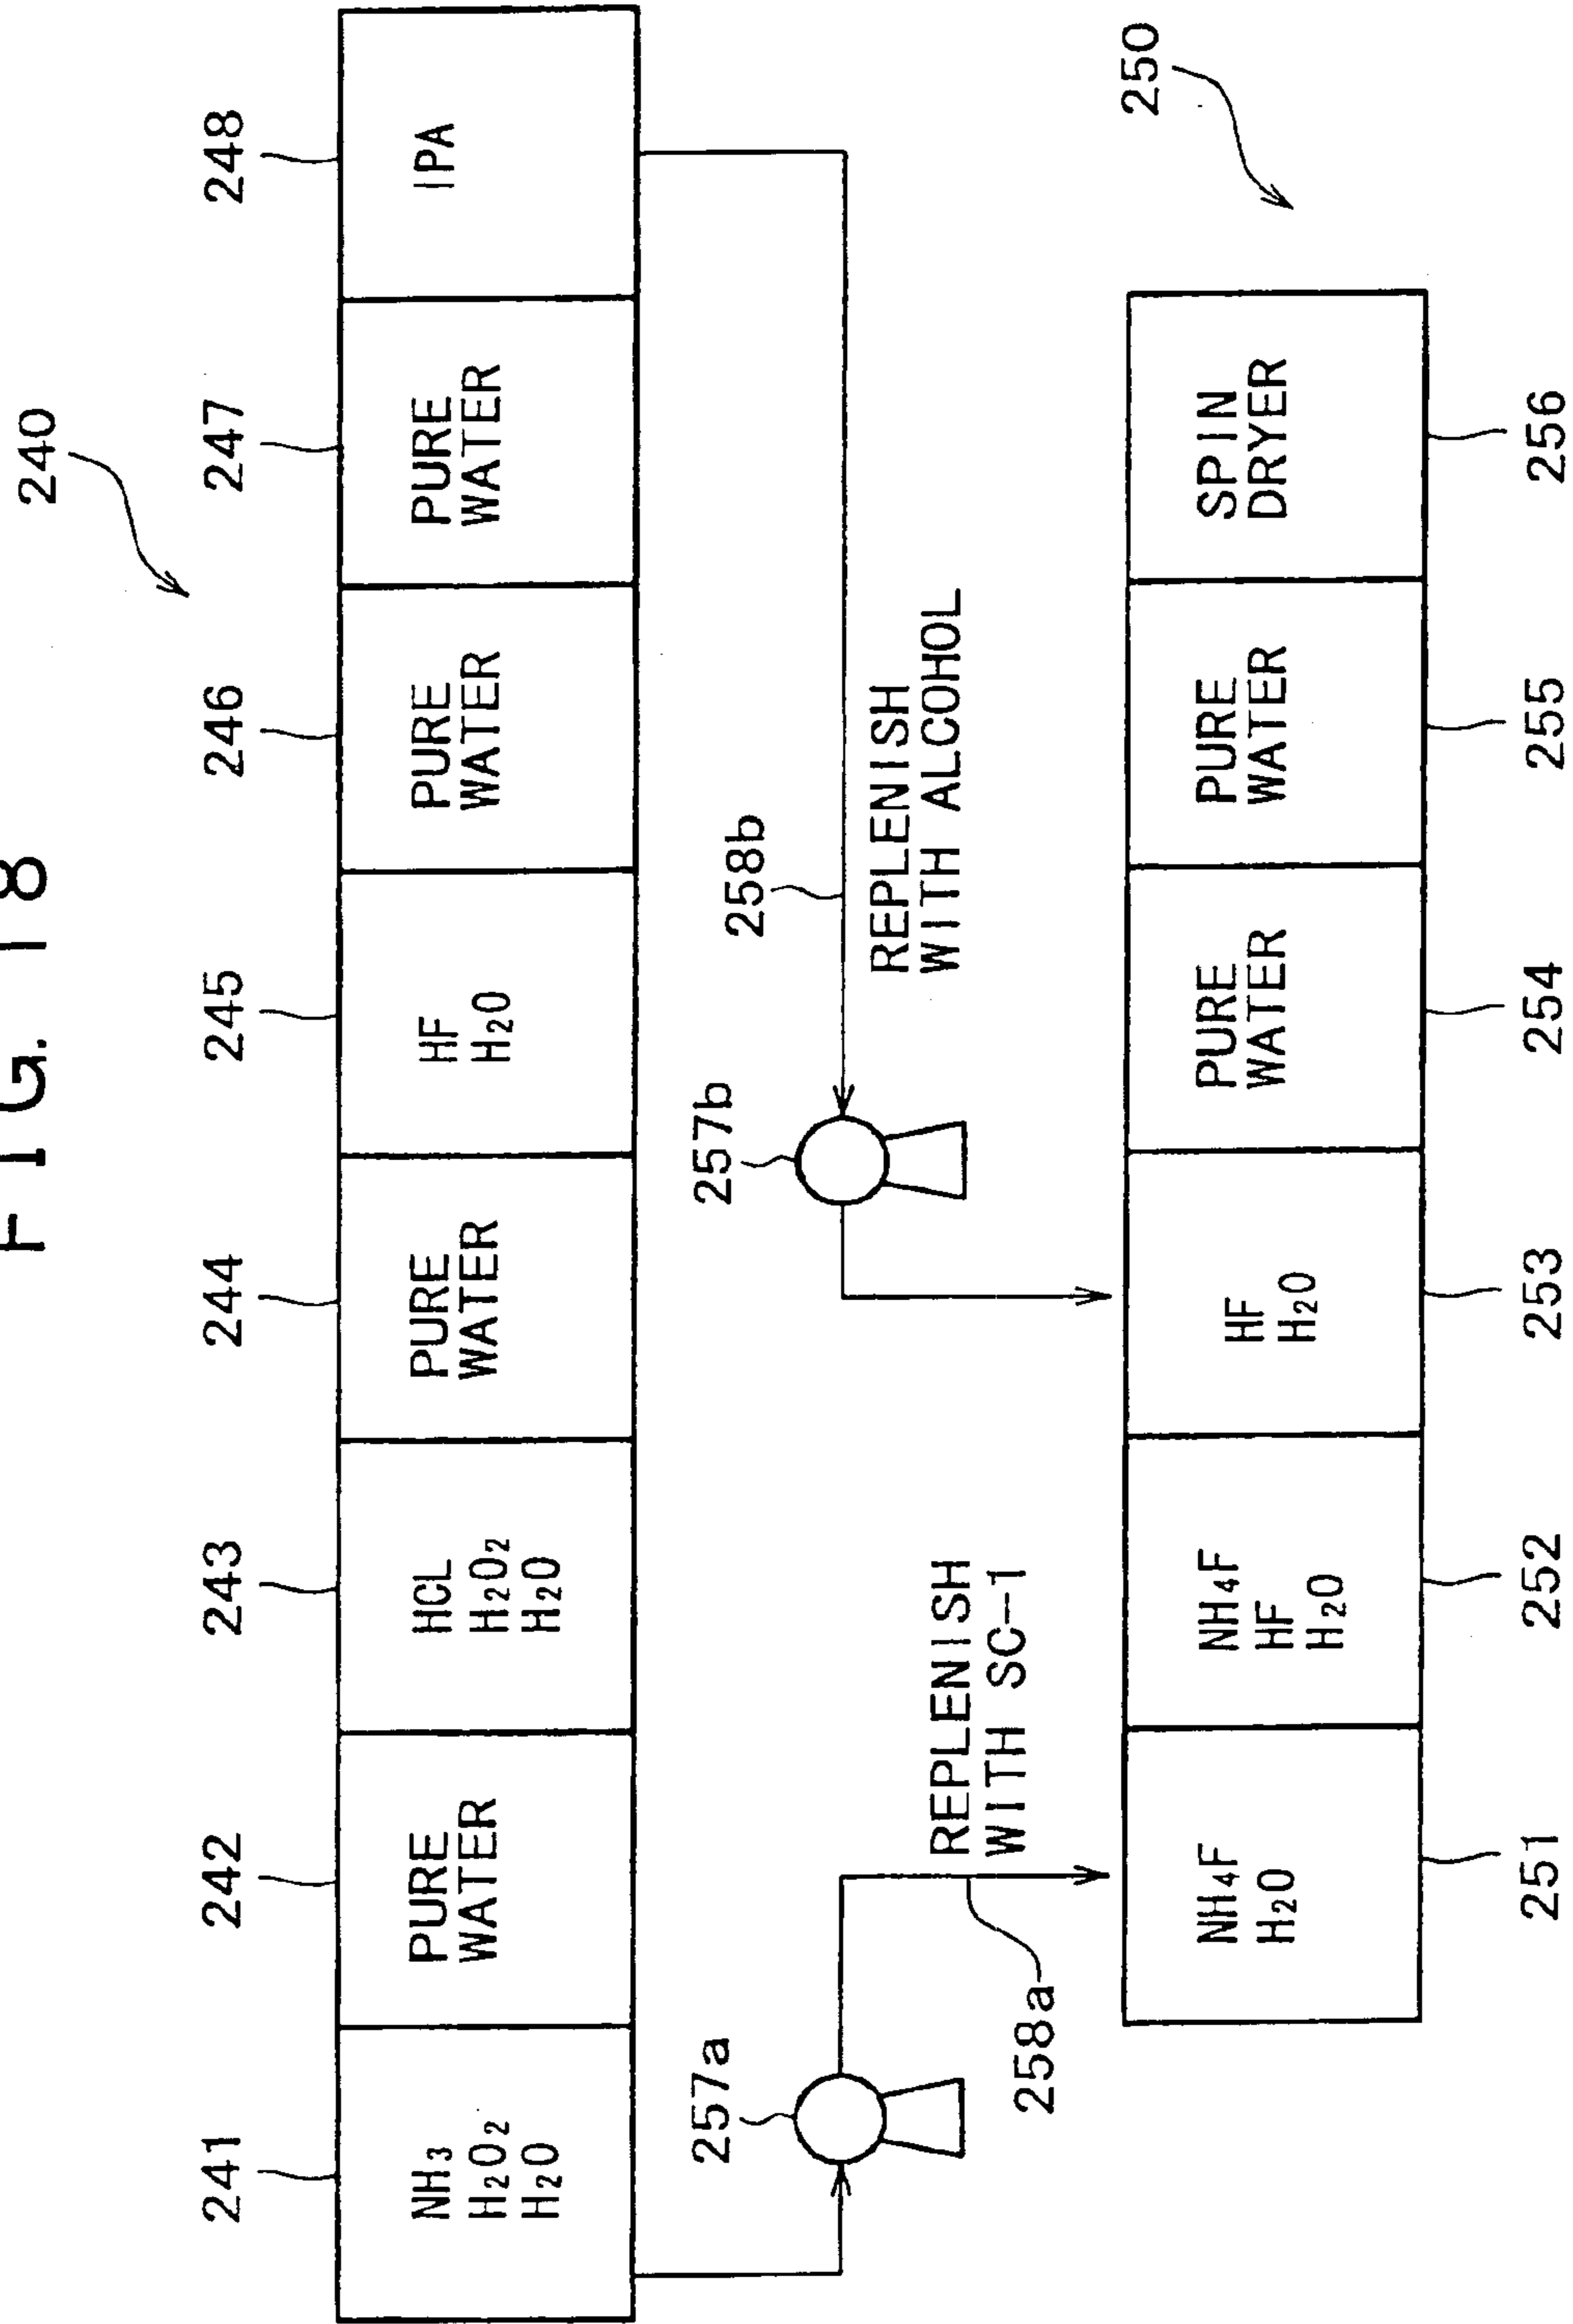 FIG. 18
240
241
242
243
244
245
246
247
248
NH₃
H₂O₂
H₂O
PURE
WATER
HCL
H₂O₂
H₂O
PURE
WATER
HF
H₂O
PURE
WATER
PURE
WATER
IPA
257a
258a
REPLENISH
WITH SC-1
257b
258b
REPLENISH
WITH ALCOHOL
250
NH₄F
H₂O
NH₄F
HF
H₂O
HF
H₂O
PURE
WATER
PURE
WATER
SPIN
DRYER
251
252
253
254
255
256